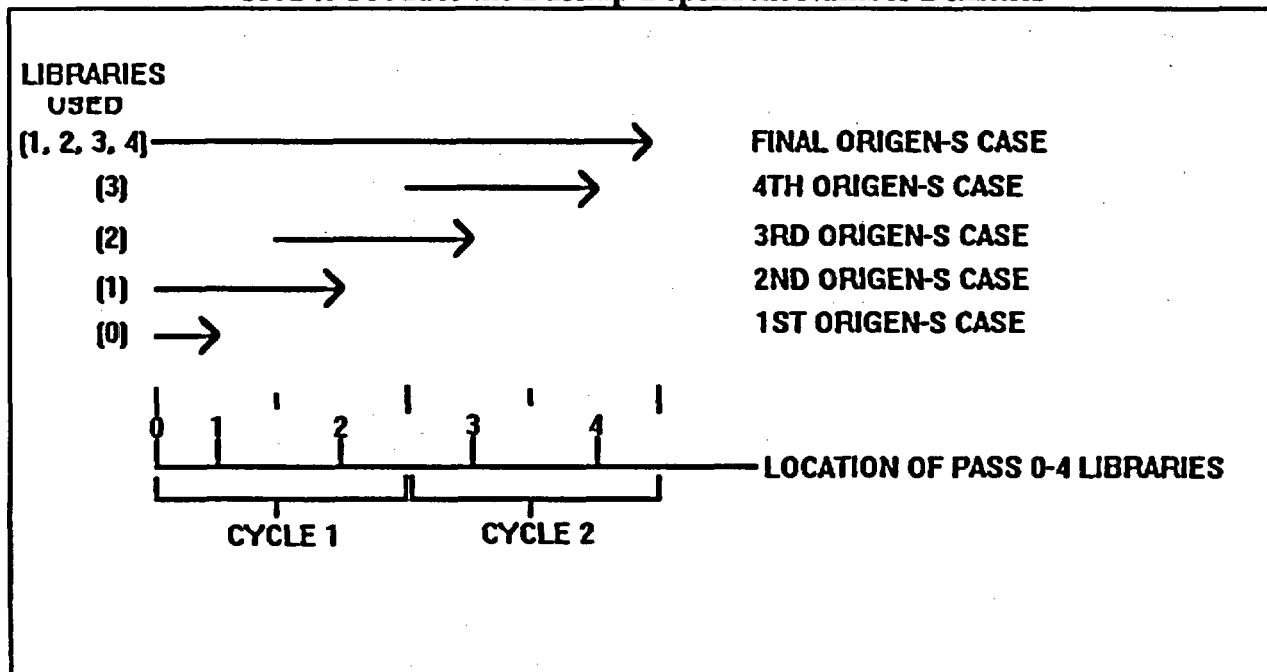 LIBRARIES
USED
(1, 2, 3, 4) FINAL ORIGEN-S CASE
(3) 4TH ORIGEN-S CASE
(2) 3RD ORIGEN-S CASE
(1) 2ND ORIGEN-S CASE
(0) 1ST ORIGEN-S CASE
0 1 2 3 4
LOCATION OF PASS 0-4 LIBRARIES
CYCLE 1 CYCLE 2